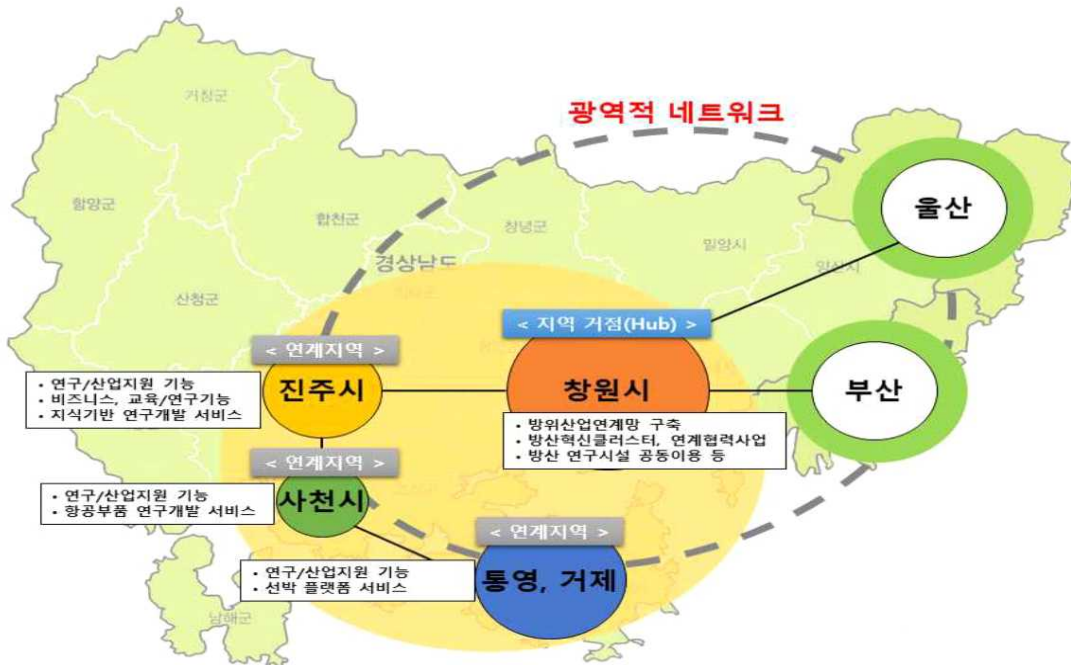 거창군
광역적 네트워크
함양군
합천군
창녕군
울산
밀양시
경상남도
양산시
산청군
< 지역 거점(Hub) >
< 연계지역 >
진주시
창원시
부산
• 연구/산업지원 기능
• 비즈니스, 교육/연구기능
• 지식기반 연구개발 서비스
• 방위산업연계망 구축
• 방산혁신클러스터, 연계협력사업
• 방산 연구시설 공동이용 등
< 연계지역 >
사천시
• 연구/산업지원 기능
• 항공부품 연구개발 서비스
< 연계지역 >
통영, 거제
• 연구/산업지원 기능
• 선박 플랫폼 서비스
남해군